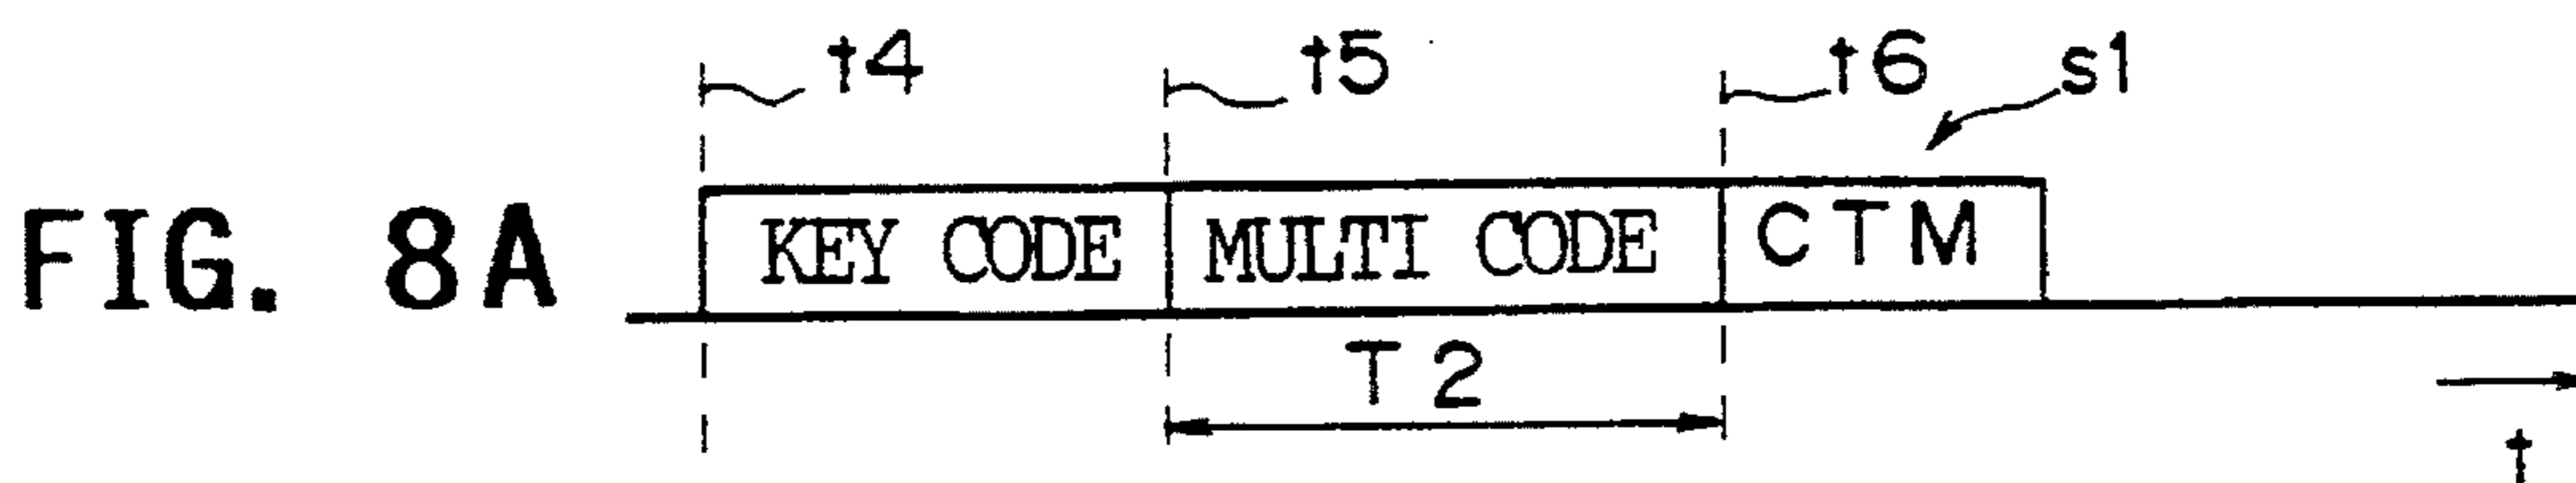 t4 t5 t6 s1
FIG. 8A KEY CODE MULTI CODE CTM
T2
t